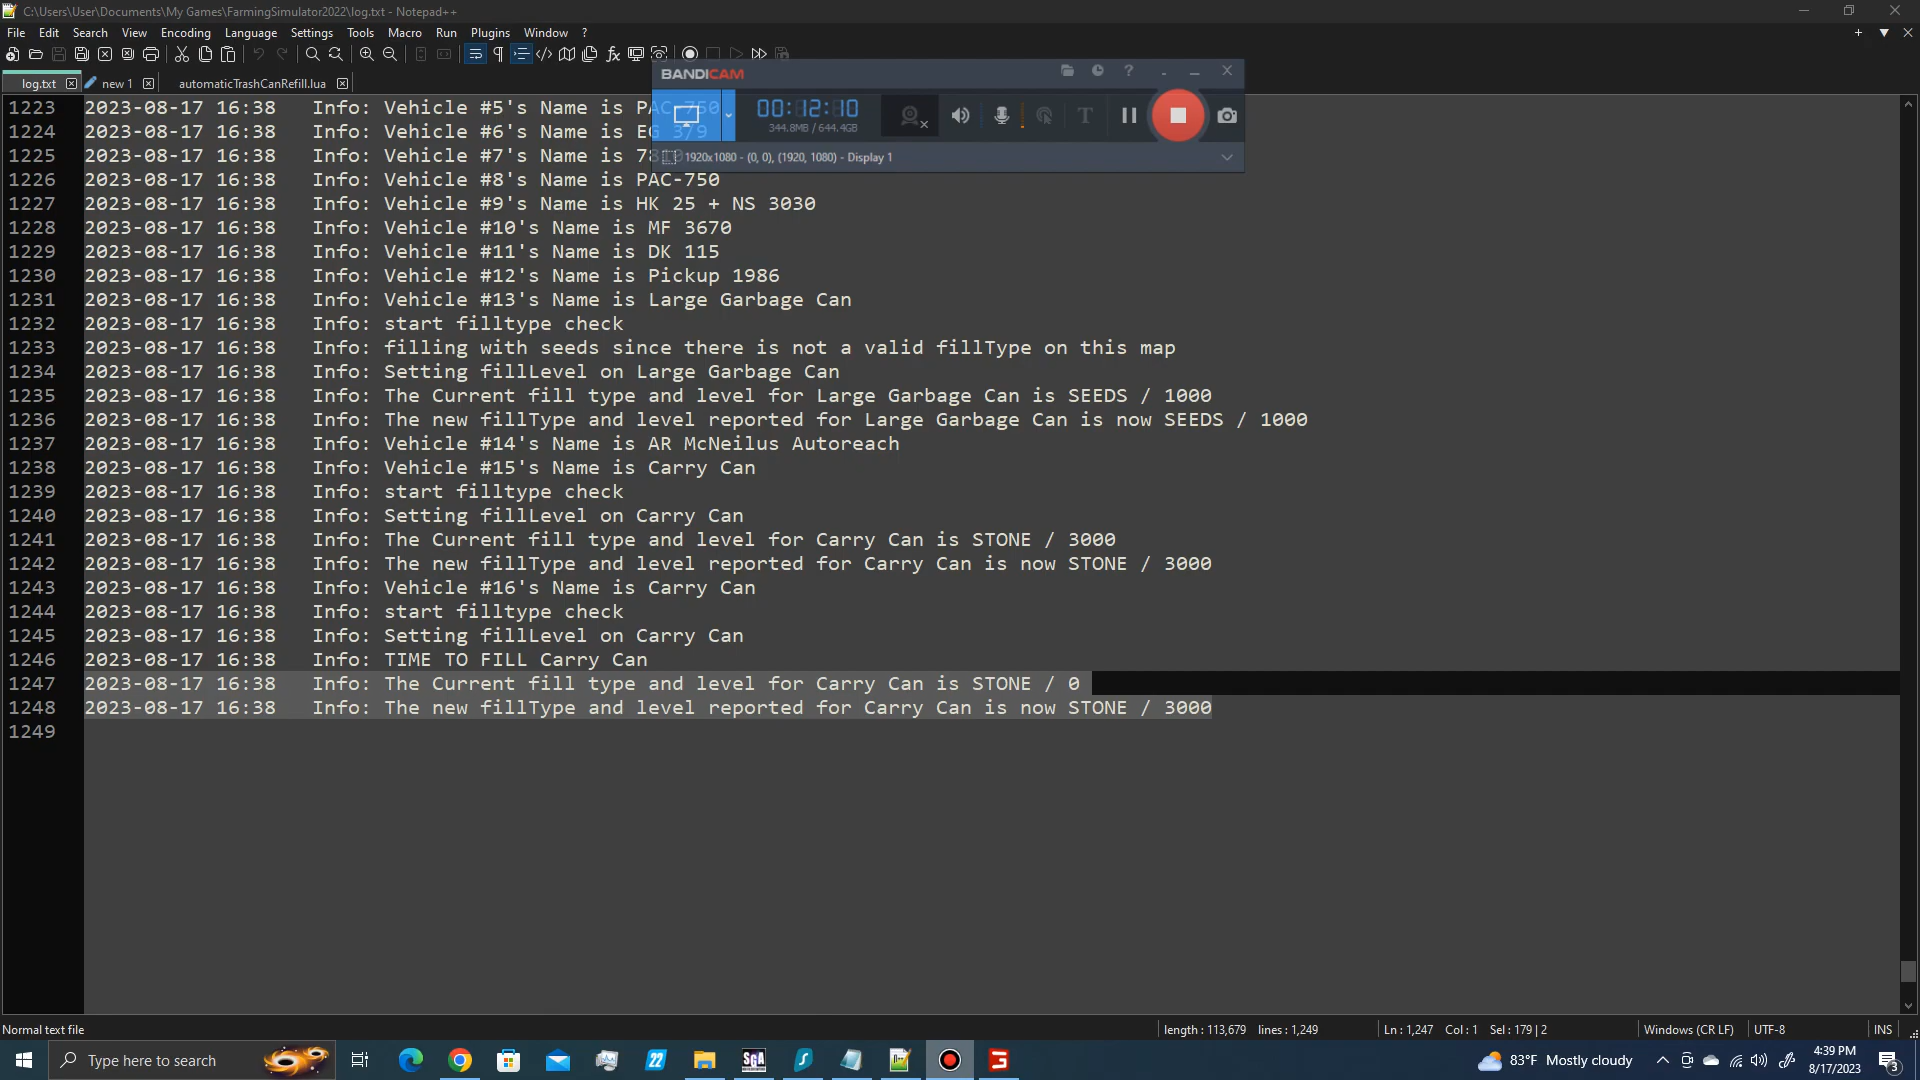 C:\Users\User\Documents\My Games\FarmingSimulator2022\log.txt - Notepad++
File Edit Search View Encoding Language Settings Tools Macro Run Plugins Window ?
log.txt new 1 automaticTrashCanRefill.lua
BANDICAM
00:12:10
344.8MB / 644.4GB
1920x1080 - (0, 0), (1920, 1080) - Display 1
1223 2023-08-17 16:38 Info: Vehicle #5's Name is PAC-750
1224 2023-08-17 16:38 Info: Vehicle #6's Name is EG 3/9
1225 2023-08-17 16:38 Info: Vehicle #7's Name is
1226 2023-08-17 16:38 Info: Vehicle #8's Name is PAC-750
1227 2023-08-17 16:38 Info: Vehicle #9's Name is HK 25 + NS 3030
1228 2023-08-17 16:38 Info: Vehicle #10's Name is MF 3670
1229 2023-08-17 16:38 Info: Vehicle #11's Name is DK 115
1230 2023-08-17 16:38 Info: Vehicle #12's Name is Pickup 1986
1231 2023-08-17 16:38 Info: Vehicle #13's Name is Large Garbage Can
1232 2023-08-17 16:38 Info: start filltype check
1233 2023-08-17 16:38 Info: filling with seeds since there is not a valid fillType on this map
1234 2023-08-17 16:38 Info: Setting fillLevel on Large Garbage Can
1235 2023-08-17 16:38 Info: The Current fill type and level for Large Garbage Can is SEEDS / 1000
1236 2023-08-17 16:38 Info: The new fillType and level reported for Large Garbage Can is now SEEDS / 1000
1237 2023-08-17 16:38 Info: Vehicle #14's Name is AR McNeilus Autoreach
1238 2023-08-17 16:38 Info: Vehicle #15's Name is Carry Can
1239 2023-08-17 16:38 Info: start filltype check
1240 2023-08-17 16:38 Info: Setting fillLevel on Carry Can
1241 2023-08-17 16:38 Info: The Current fill type and level for Carry Can is STONE / 3000
1242 2023-08-17 16:38 Info: The new fillType and level reported for Carry Can is now STONE / 3000
1243 2023-08-17 16:38 Info: Vehicle #16's Name is Carry Can
1244 2023-08-17 16:38 Info: start filltype check
1245 2023-08-17 16:38 Info: Setting fillLevel on Carry Can
1246 2023-08-17 16:38 Info: TIME TO FILL Carry Can
1247 2023-08-17 16:38 Info: The Current fill type and level for Carry Can is STONE / 0
1248 2023-08-17 16:38 Info: The new fillType and level reported for Carry Can is now STONE / 3000
1249
Normal text file length : 113,679 lines : 1,249 Ln : 1,247 Col : 1 Sel : 179 | 2 Windows (CR LF) UTF-8 INS
Type here to search 22 SGA 83°F Mostly cloudy 4:39 PM
8/17/2023 3